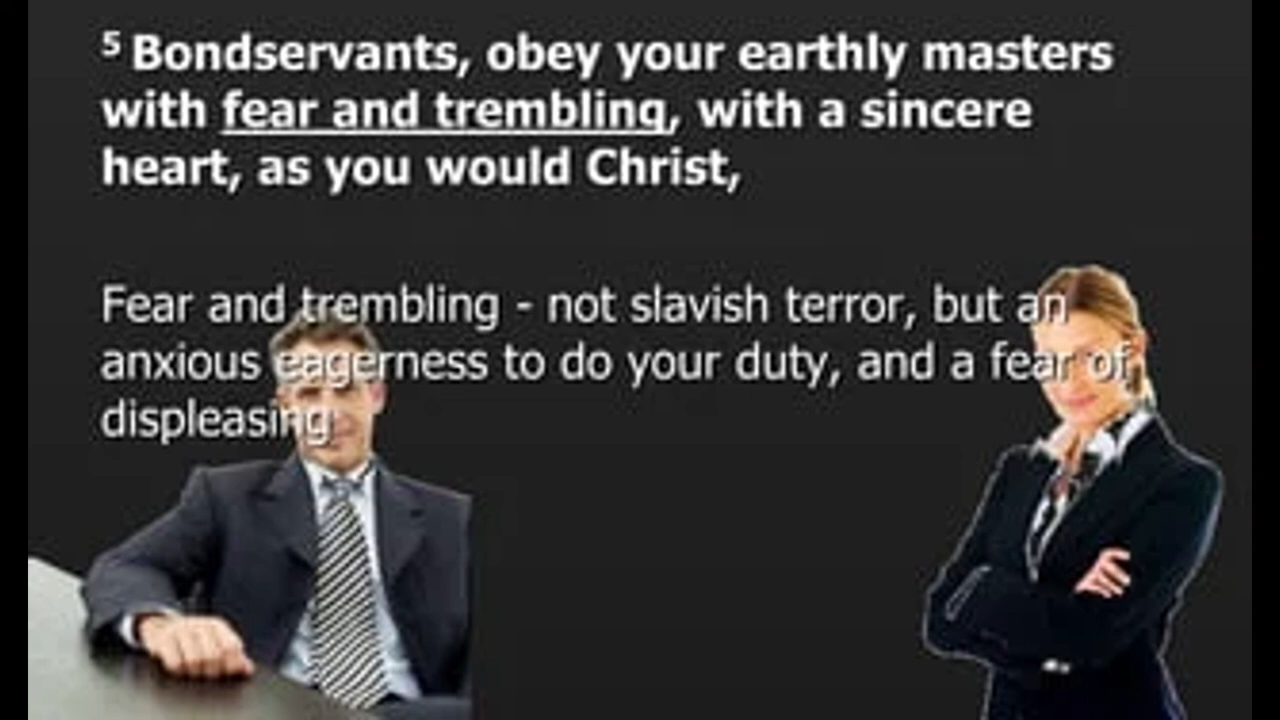 5 Bondservants, obey your earthly masters
with fear and trembling, with a sincere
heart, as you would Christ,
Fear and trembling - not slavish terror, but an
anxious eagerness to do your duty, and a fear of
displeasing